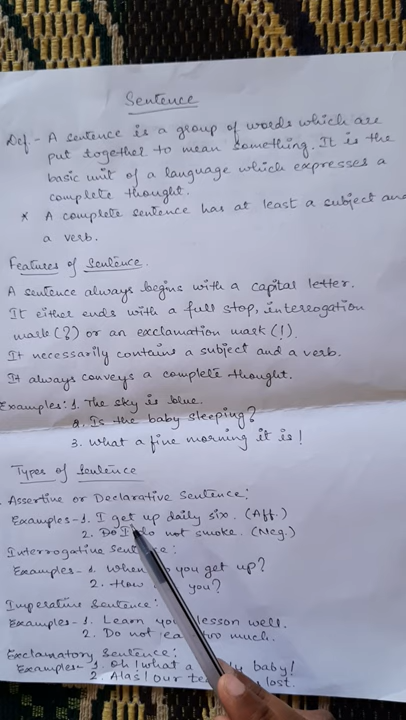 Sentence
Def - A sentence is a group of words which are
put together to mean something. It is the
basic unit of a language which expresses a
complete thought.
* A complete sentence has at least a subject and
a verb.
Features of Sentence.
A sentence always begins with a capital letter.
It either ends with a full stop, interrogation
mark (?) or an exclamation mark (!).
It necessarily contains a subject and a verb.
It always conveys a complete thought.
Examples: 1. The sky is blue.
2. Is the baby sleeping?
3. What a fine morning it is!
Types of Sentence
Assertive or Declarative Sentence:
Examples - 1. I get up daily six. (Aff.)
2. I do not smoke. (Neg.)
Interrogative Sentence:
Examples - 1. When you get up?
2. How you?
Imperative Sentence:
Examples - 1. Learn lesson well.
2. Do not much.
Exclamatory Sentence:
Examples - 1. Oh! what a baby!
2. Alas! Our lost.